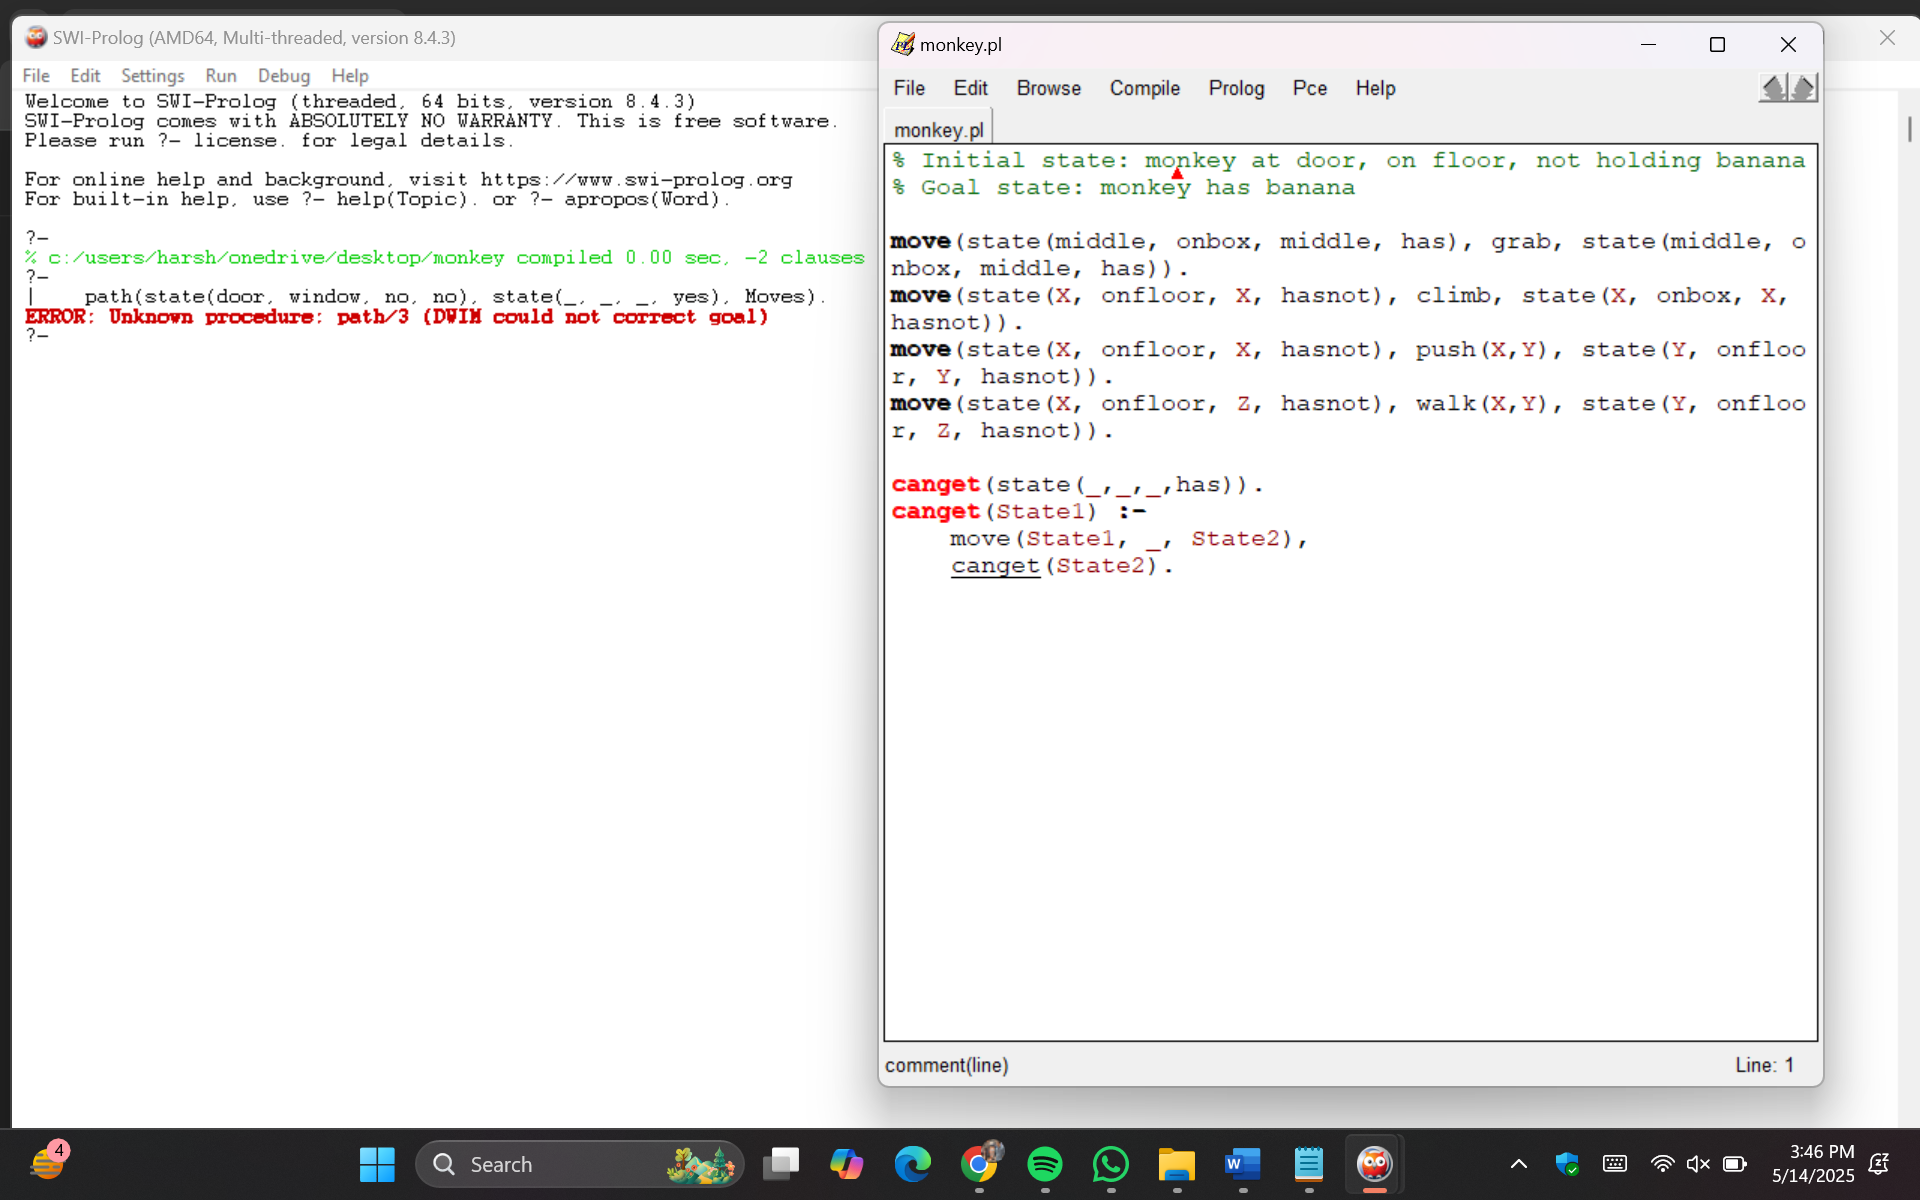 SWI-Prolog (AMD64, Multi-threaded, version 8.4.3)
File Edit Settings Run Debug Help
Welcome to SWI-Prolog (threaded, 64 bits, version 8.4.3)
SWI-Prolog comes with ABSOLUTELY NO WARRANTY. This is free software.
Please run ?- license. for legal details.
For online help and background, visit https://www.swi-prolog.org
For built-in help, use ?- help(Topic). or ?- apropos(Word).
?-
% c:/users/harsh/onedrive/desktop/monkey compiled 0.00 sec, -2 clauses
?-
|    path(state(door, window, no, no), state(_, _, _, yes), Moves).
ERROR: Unknown procedure: path/3 (DWIM could not correct goal)
?-
monkey.pl
File Edit Browse Compile Prolog Pce Help
monkey.pl
% Initial state: monkey at door, on floor, not holding banana
% Goal state: monkey has banana
move(state(middle, onbox, middle, has), grab, state(middle, o
nbox, middle, has)).
move(state(X, onfloor, X, hasnot), climb, state(X, onbox, X,
hasnot)).
move(state(X, onfloor, X, hasnot), push(X,Y), state(Y, onfloo
r, Y, hasnot)).
move(state(X, onfloor, Z, hasnot), walk(X,Y), state(Y, onfloo
r, Z, hasnot)).
canget(state(_,_,_,has)).
canget(State1) :-
    move(State1, _, State2),
    canget(State2).
comment(line) Line: 1
4
Search
3:46 PM
5/14/2025